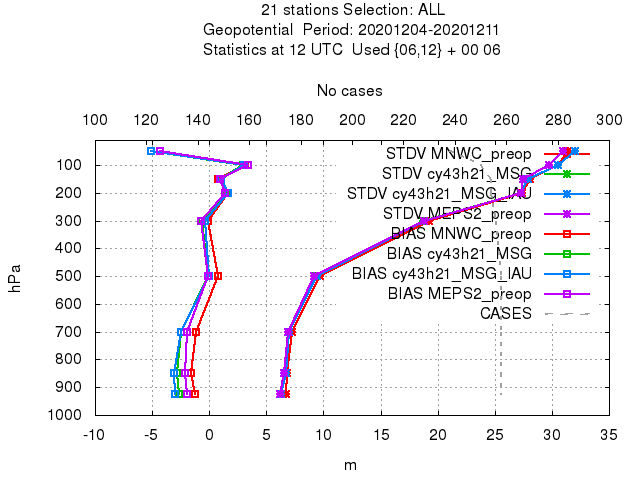 21 stations Selection: ALL
Geopotential  Period: 20201204-20201211
Statistics at 12 UTC  Used {06,12} + 00 06
No cases
100 120 140 160 180 200 220 240 260 280 300
STDV MNWC_preop
STDV cy43h21_MSG
STDV cy43h21_MSG_IAU
STDV MEPS2_preop
BIAS MNWC_preop
BIAS cy43h21_MSG
BIAS cy43h21_MSG_IAU
BIAS MEPS2_preop
CASES
hPa
100
200
300
400
500
600
700
800
900
1000
-10 -5 0 5 10 15 20 25 30 35
m